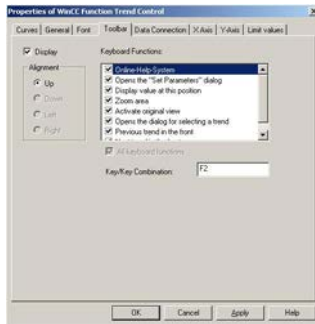 Properties of WinCC Function Trend Control
Curves General Font Toolbar Data Connection X Axis Y-Axis Limit values
Display
Keyboard Functions:
Alignment
Up
Down
Left
Right
Online-Help-System
Opens the "Set Parameters" dialog
Display value at this position
Zoom area
Activate original view
Opens the dialog for selecting a trend
Previous trend in the front
All keyboard functions
Key/Key Combination:
F2
OK Cancel Apply Help